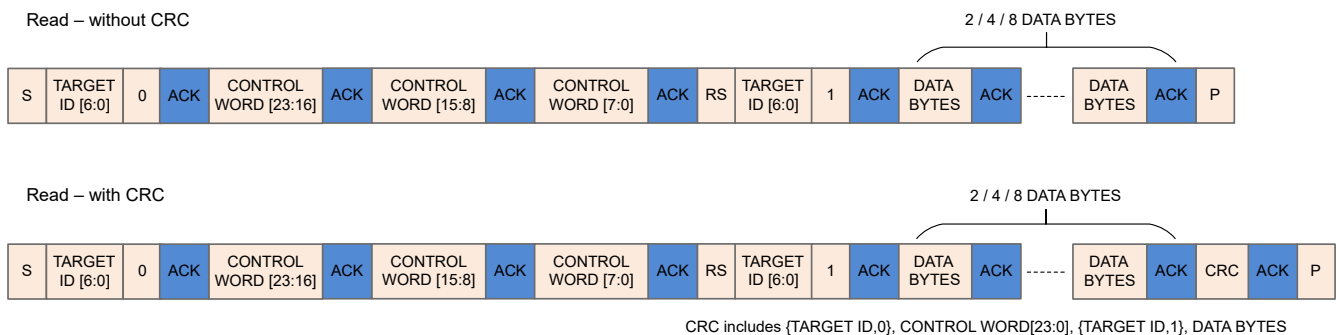 Read – without CRC
2 / 4 / 8 DATA BYTES
S TARGET ID [6:0] 0 ACK CONTROL WORD [23:16] ACK CONTROL WORD [15:8] ACK CONTROL WORD [7:0] ACK RS TARGET ID [6:0] 1 ACK DATA BYTES ACK ------ DATA BYTES ACK P
Read – with CRC
2 / 4 / 8 DATA BYTES
S TARGET ID [6:0] 0 ACK CONTROL WORD [23:16] ACK CONTROL WORD [15:8] ACK CONTROL WORD [7:0] ACK RS TARGET ID [6:0] 1 ACK DATA BYTES ACK ------ DATA BYTES ACK CRC ACK P
CRC includes {TARGET ID,0}, CONTROL WORD[23:0], {TARGET ID,1}, DATA BYTES